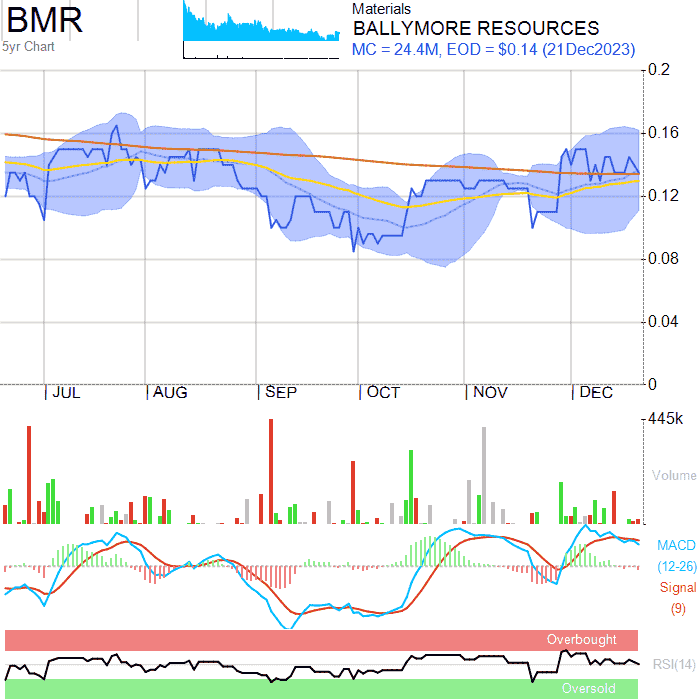 BMR
5yr Chart
Materials
BALLYMORE RESOURCES
MC = 24.4M, EOD = $0.14 (21Dec2023)
0.2
0.16
0.12
0.08
0.04
0
JUL AUG SEP OCT NOV DEC
445k
Volume
MACD
(12-26)
Signal
(9)
Overbought
RSI(14)
Oversold